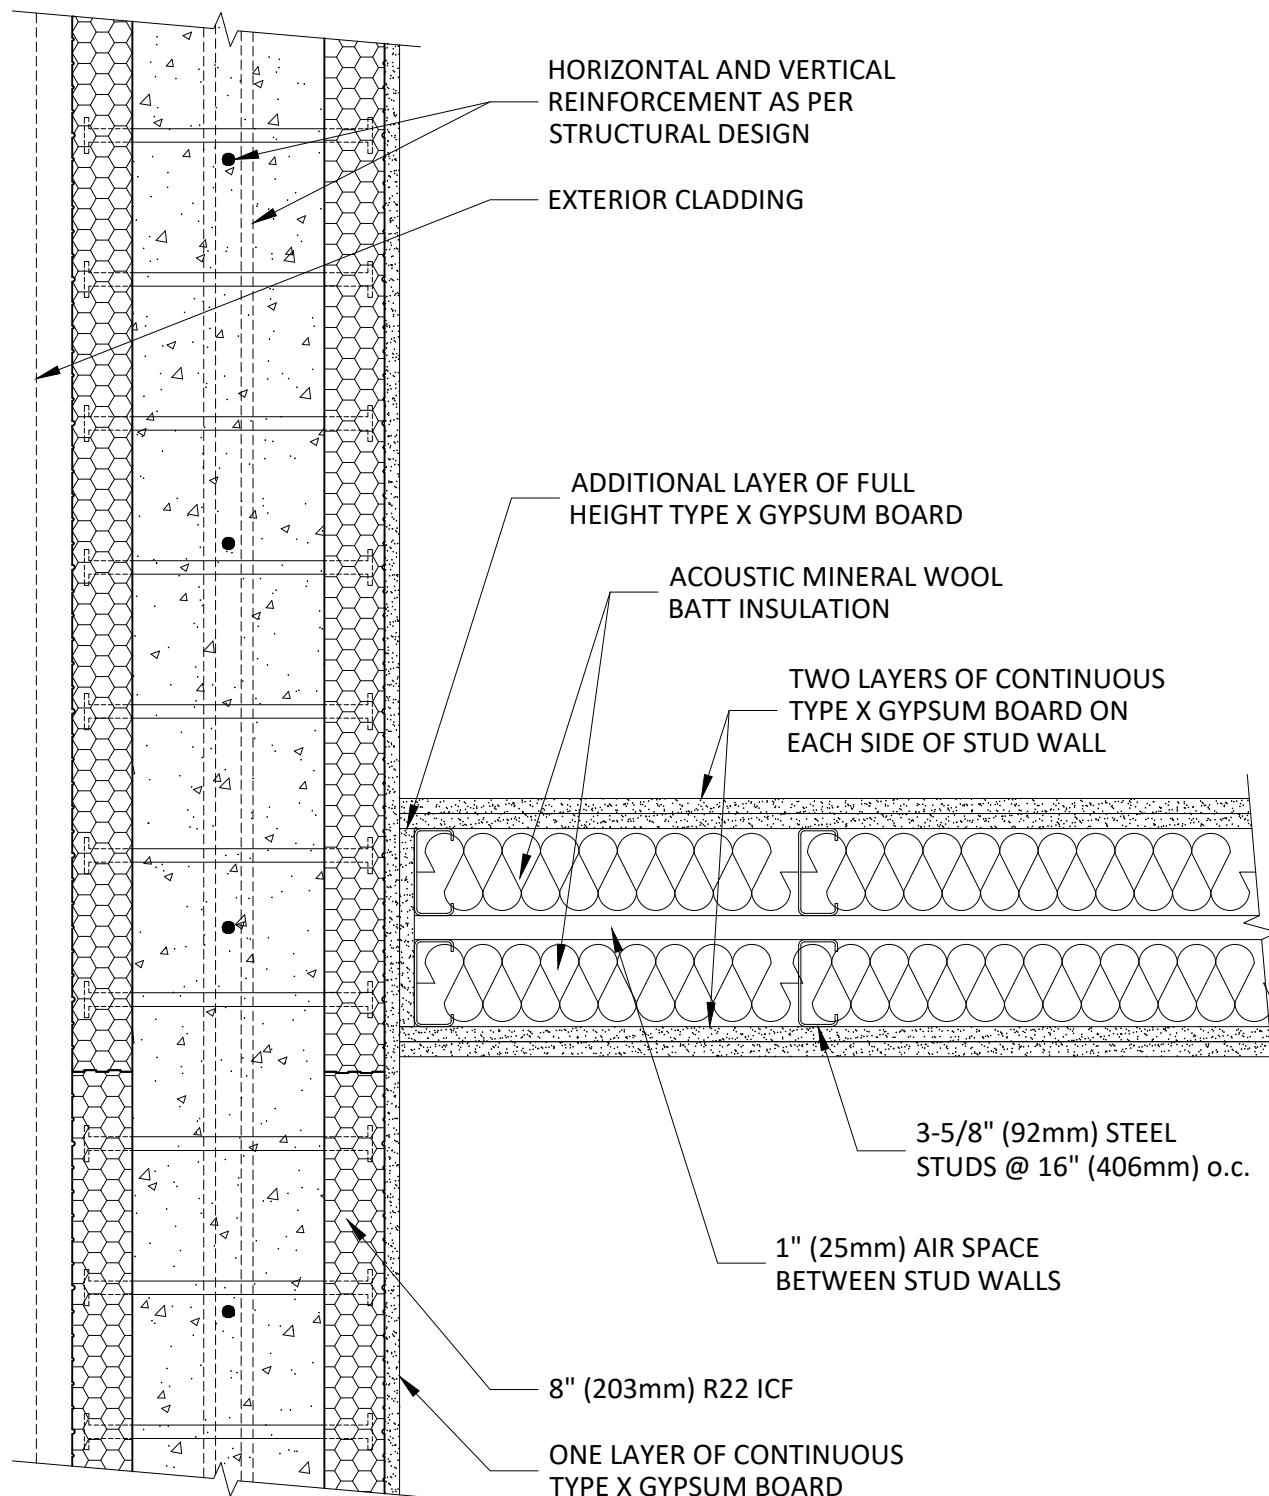 HORIZONTAL AND VERTICAL
REINFORCEMENT AS PER
STRUCTURAL DESIGN
EXTERIOR CLADDING
ADDITIONAL LAYER OF FULL
HEIGHT TYPE X GYPSUM BOARD
ACOUSTIC MINERAL WOOL
BATT INSULATION
TWO LAYERS OF CONTINUOUS
TYPE X GYPSUM BOARD ON
EACH SIDE OF STUD WALL
3-5/8" (92mm) STEEL
STUDS @ 16" (406mm) o.c.
1" (25mm) AIR SPACE
BETWEEN STUD WALLS
8" (203mm) R22 ICF
ONE LAYER OF CONTINUOUS
TYPE X GYPSUM BOARD